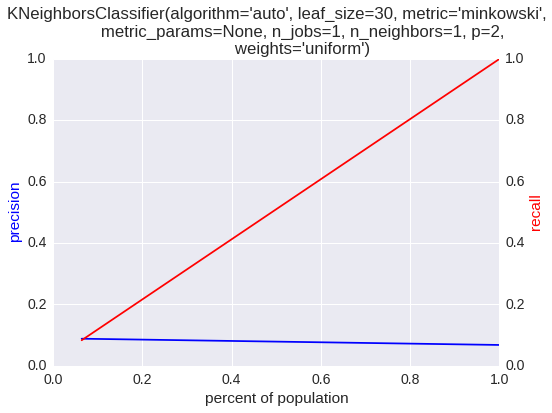 KNeighborsClassifier(algorithm='auto', leaf_size=30, metric='minkowski',
metric_params=None, n_jobs=1, n_neighbors=1, p=2,
weights='uniform')
1.0
0.8
0.6
0.4
0.2
0.0
precision
1.0
0.8
0.6
0.4
0.2
0.0
recall
0.0 0.2 0.4 0.6 0.8 1.0
percent of population